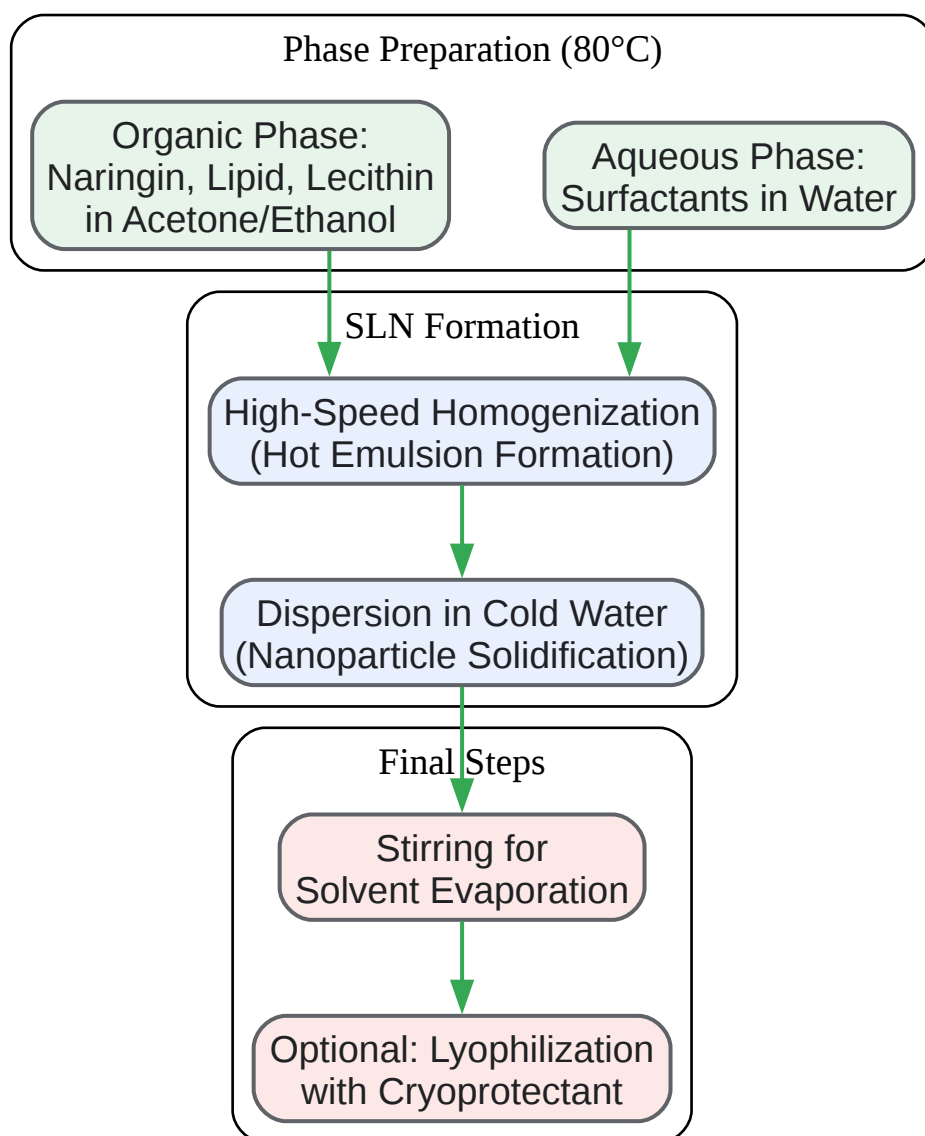 Phase Preparation (80°C)
Organic Phase:
Naringin, Lipid, Lecithin
in Acetone/Ethanol
Aqueous Phase:
Surfactants in Water
SLN Formation
High-Speed Homogenization
(Hot Emulsion Formation)
Dispersion in Cold Water
(Nanoparticle Solidification)
Final Steps
Stirring for
Solvent Evaporation
Optional: Lyophilization
with Cryoprotectant